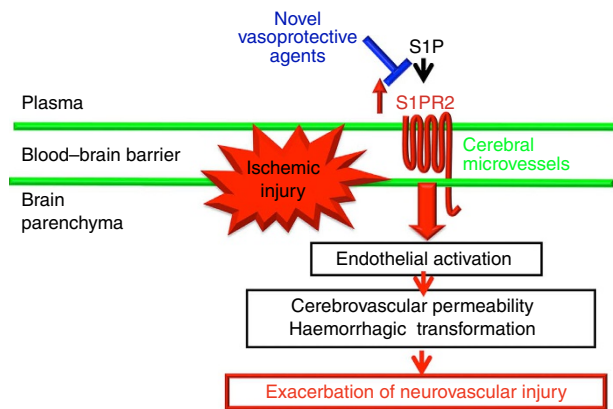 Novel
vasoprotective
agents
S1P
S1PR2
Plasma
Blood–brain barrier
Cerebral
microvessels
Ischemic
injury
Brain
parenchyma
Endothelial activation
Cerebrovascular permeability
Haemorrhagic transformation
Exacerbation of neurovascular injury